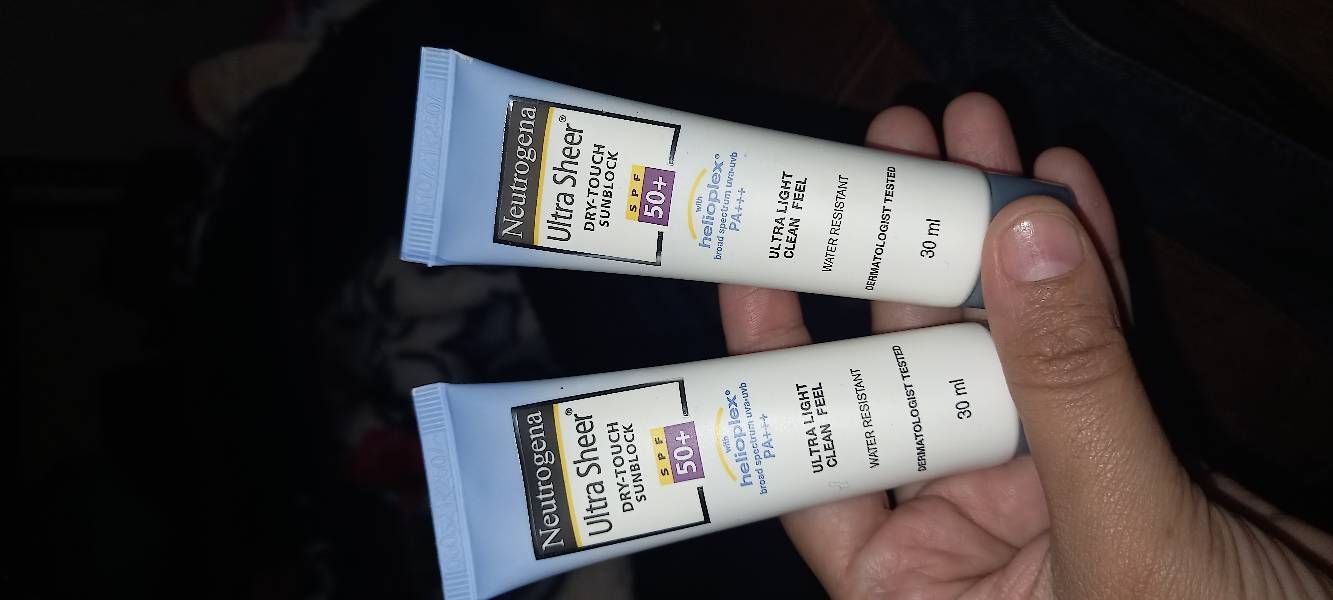 Neutrogena
Ultra Sheer®
DRY-TOUCH
SUNBLOCK
SPF
50+
with
helioplex®
broad spectrum uva•uvb
PA+++
ULTRA LIGHT
CLEAN FEEL
WATER RESISTANT
DERMATOLOGIST TESTED
30 ml
Neutrogena
Ultra Sheer®
DRY-TOUCH
SUNBLOCK
SPF
50+
with
helioplex®
broad spectrum uva•uvb
PA+++
ULTRA LIGHT
CLEAN FEEL
WATER RESISTANT
DERMATOLOGIST TESTED
30 ml